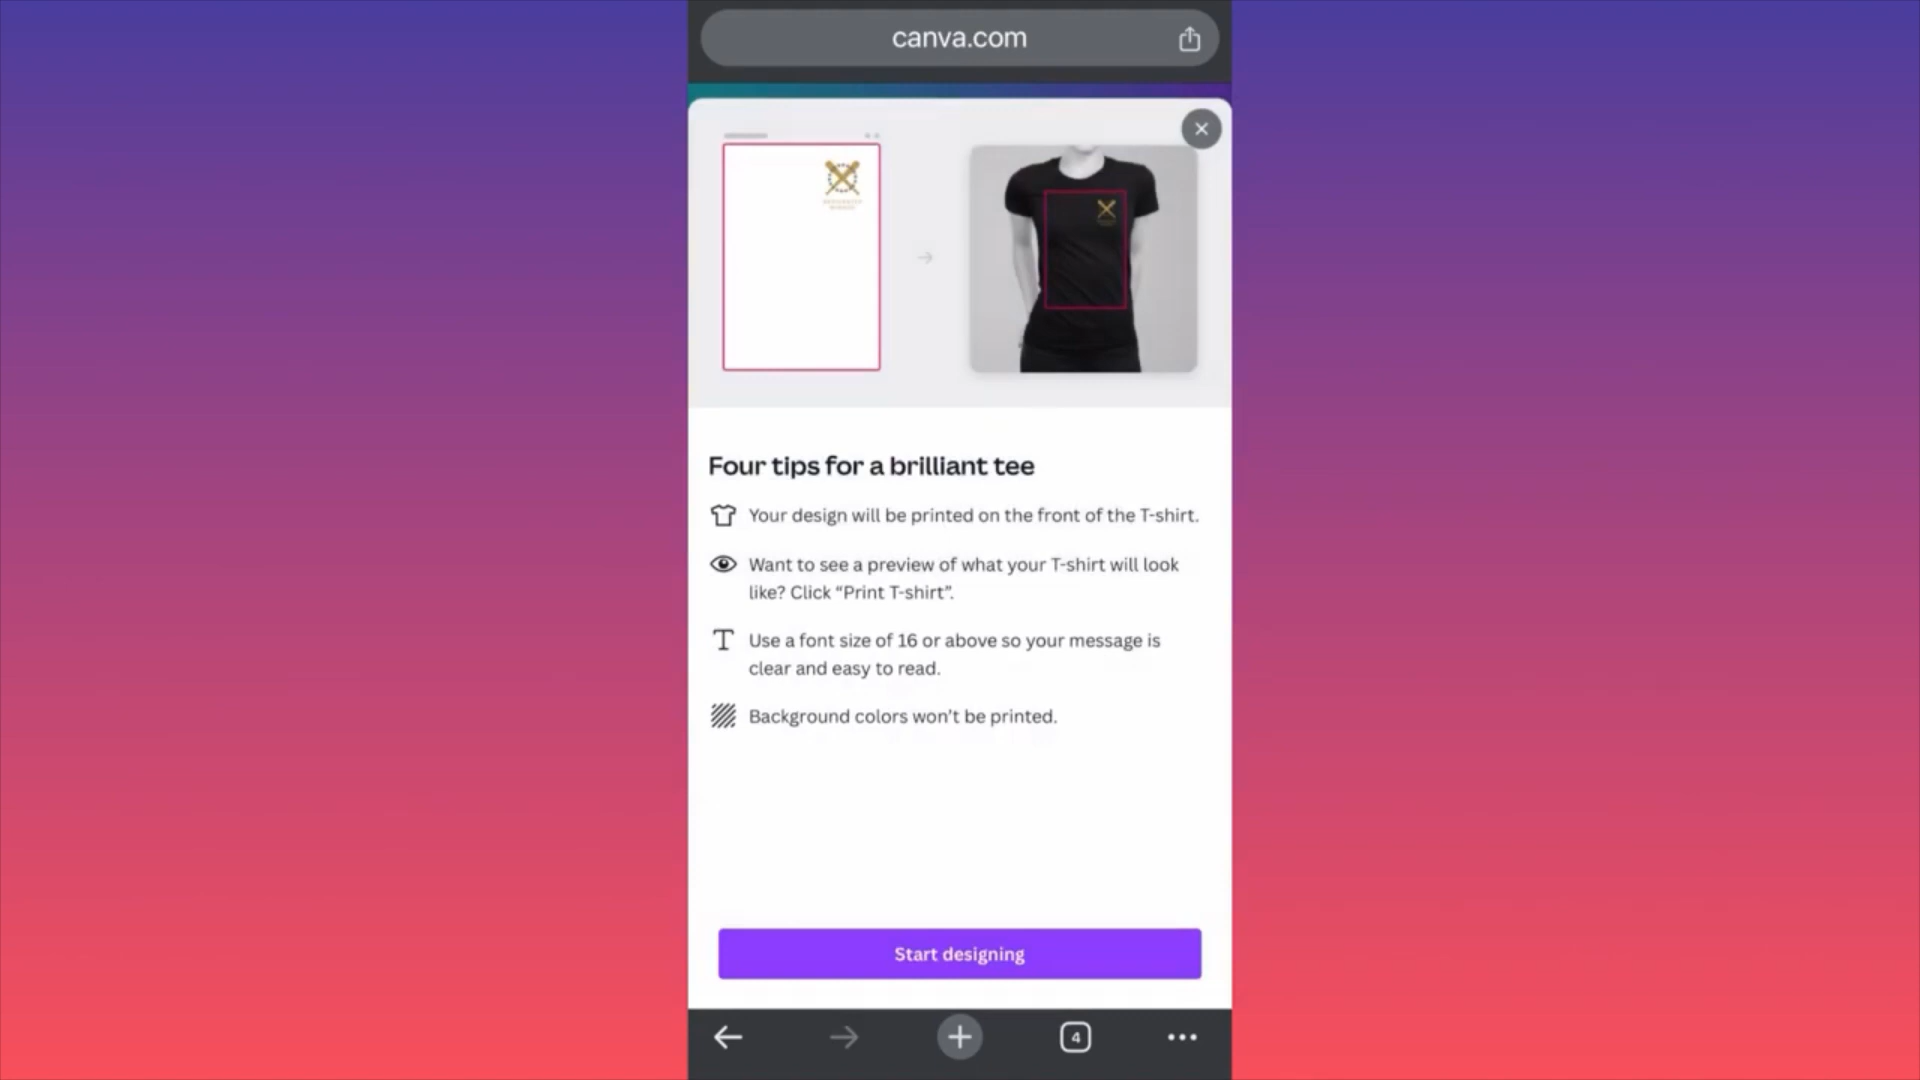 canva.com
Four tips for a brilliant tee
Your design will be printed on the front of the T-shirt.
Want to see a preview of what your T-shirt will look
like? Click “Print T-shirt”.
Use a font size of 16 or above so your message is
clear and easy to read.
Background colors won’t be printed.
Start designing
4